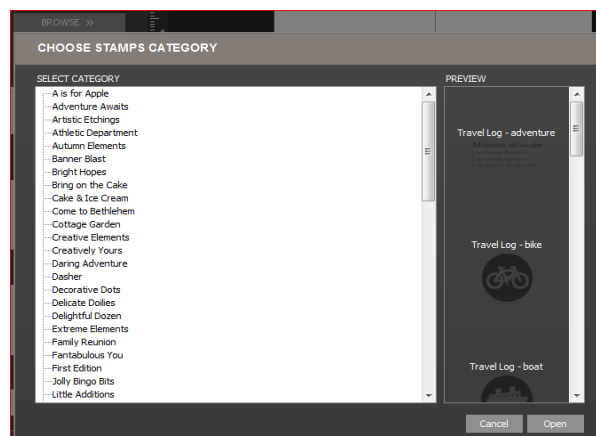 BROWSE »
CHOOSE STAMPS CATEGORY
SELECT CATEGORY
A is for Apple
Adventure Awaits
Artistic Etchings
Athletic Department
Autumn Elements
Banner Blast
Bright Hopes
Bring on the Cake
Cake & Ice Cream
Come to Bethlehem
Cottage Garden
Creative Elements
Creatively Yours
Daring Adventure
Dasher
Decorative Dots
Delicate Doilies
Delightful Dozen
Extreme Elements
Family Reunion
Fantabulous You
First Edition
Jolly Bingo Bits
Little Additions
PREVIEW
Travel Log - adventure
Adventure
Travel Log - bike
Travel Log - boat
Cancel
Open